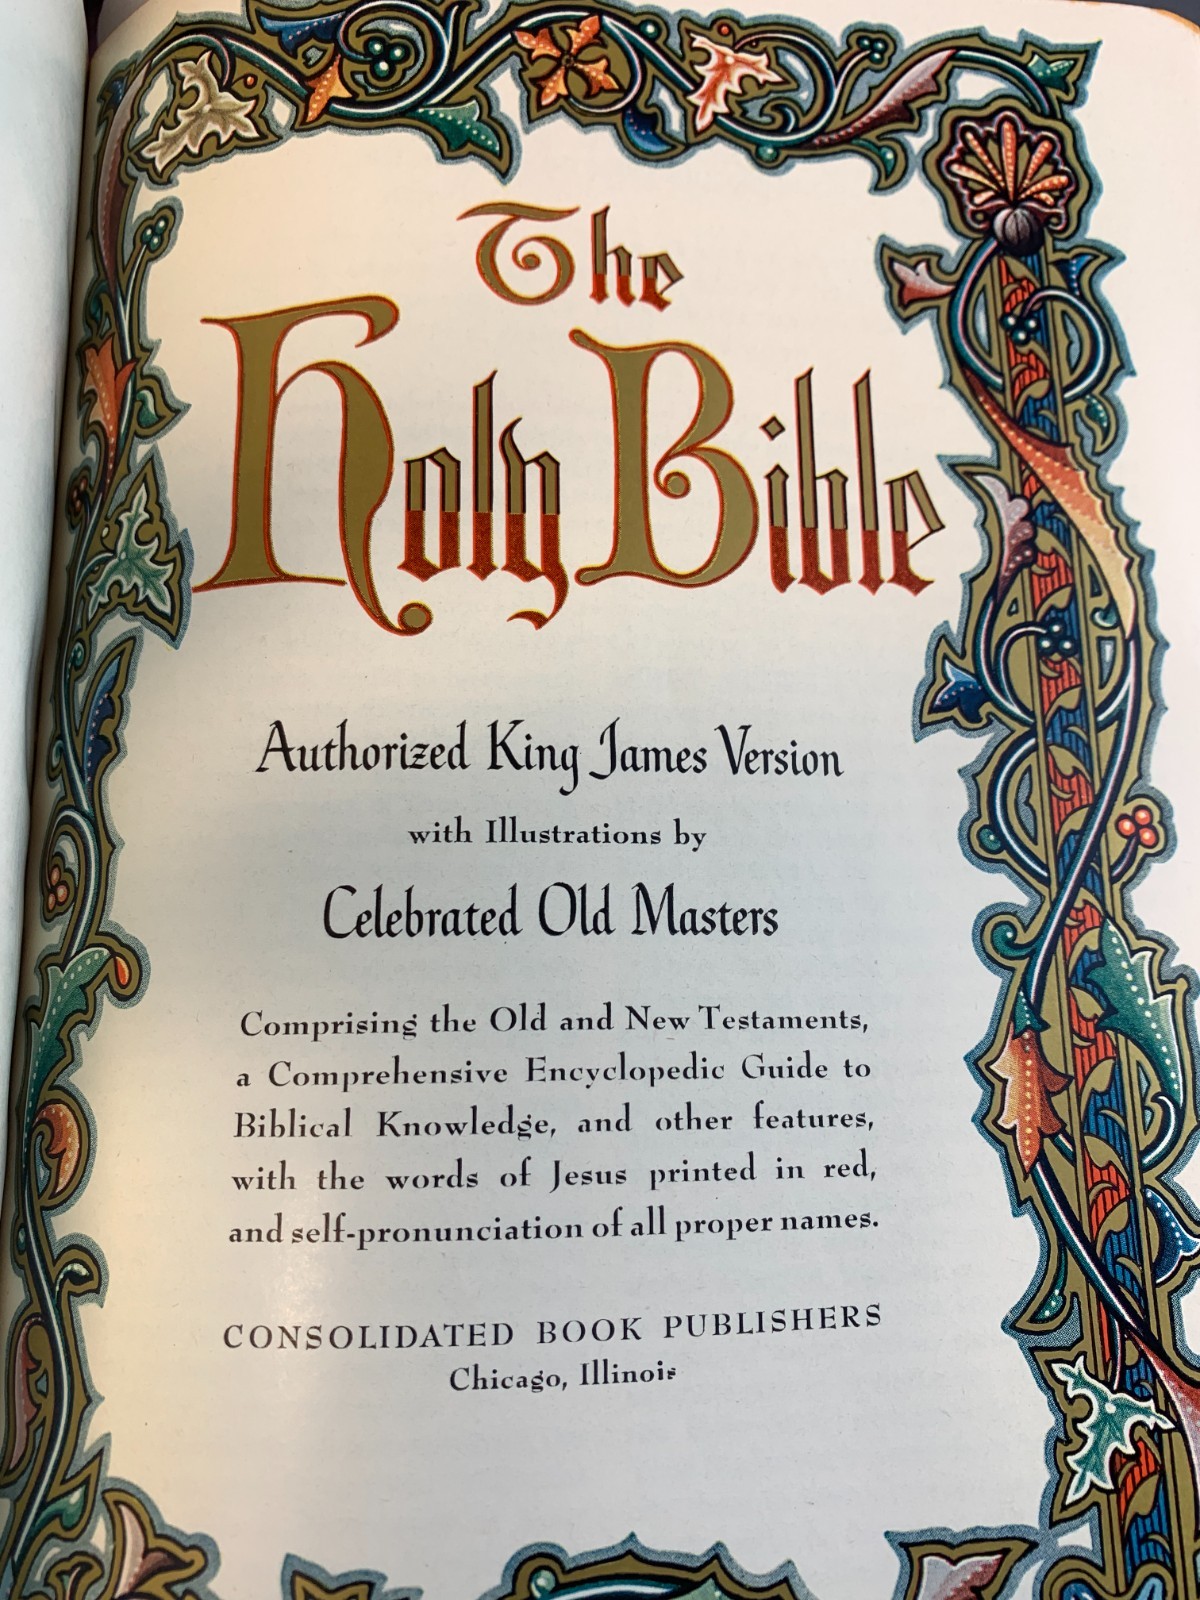 The
Holy Bible
Authorized King James Version
with Illustrations by
Celebrated Old Masters
Comprising the Old and New Testaments,
a Comprehensive Encyclopedic Guide to
Biblical Knowledge, and other features,
with the words of Jesus printed in red,
and self-pronunciation of all proper names.
CONSOLIDATED BOOK PUBLISHERS
Chicago, Illinois